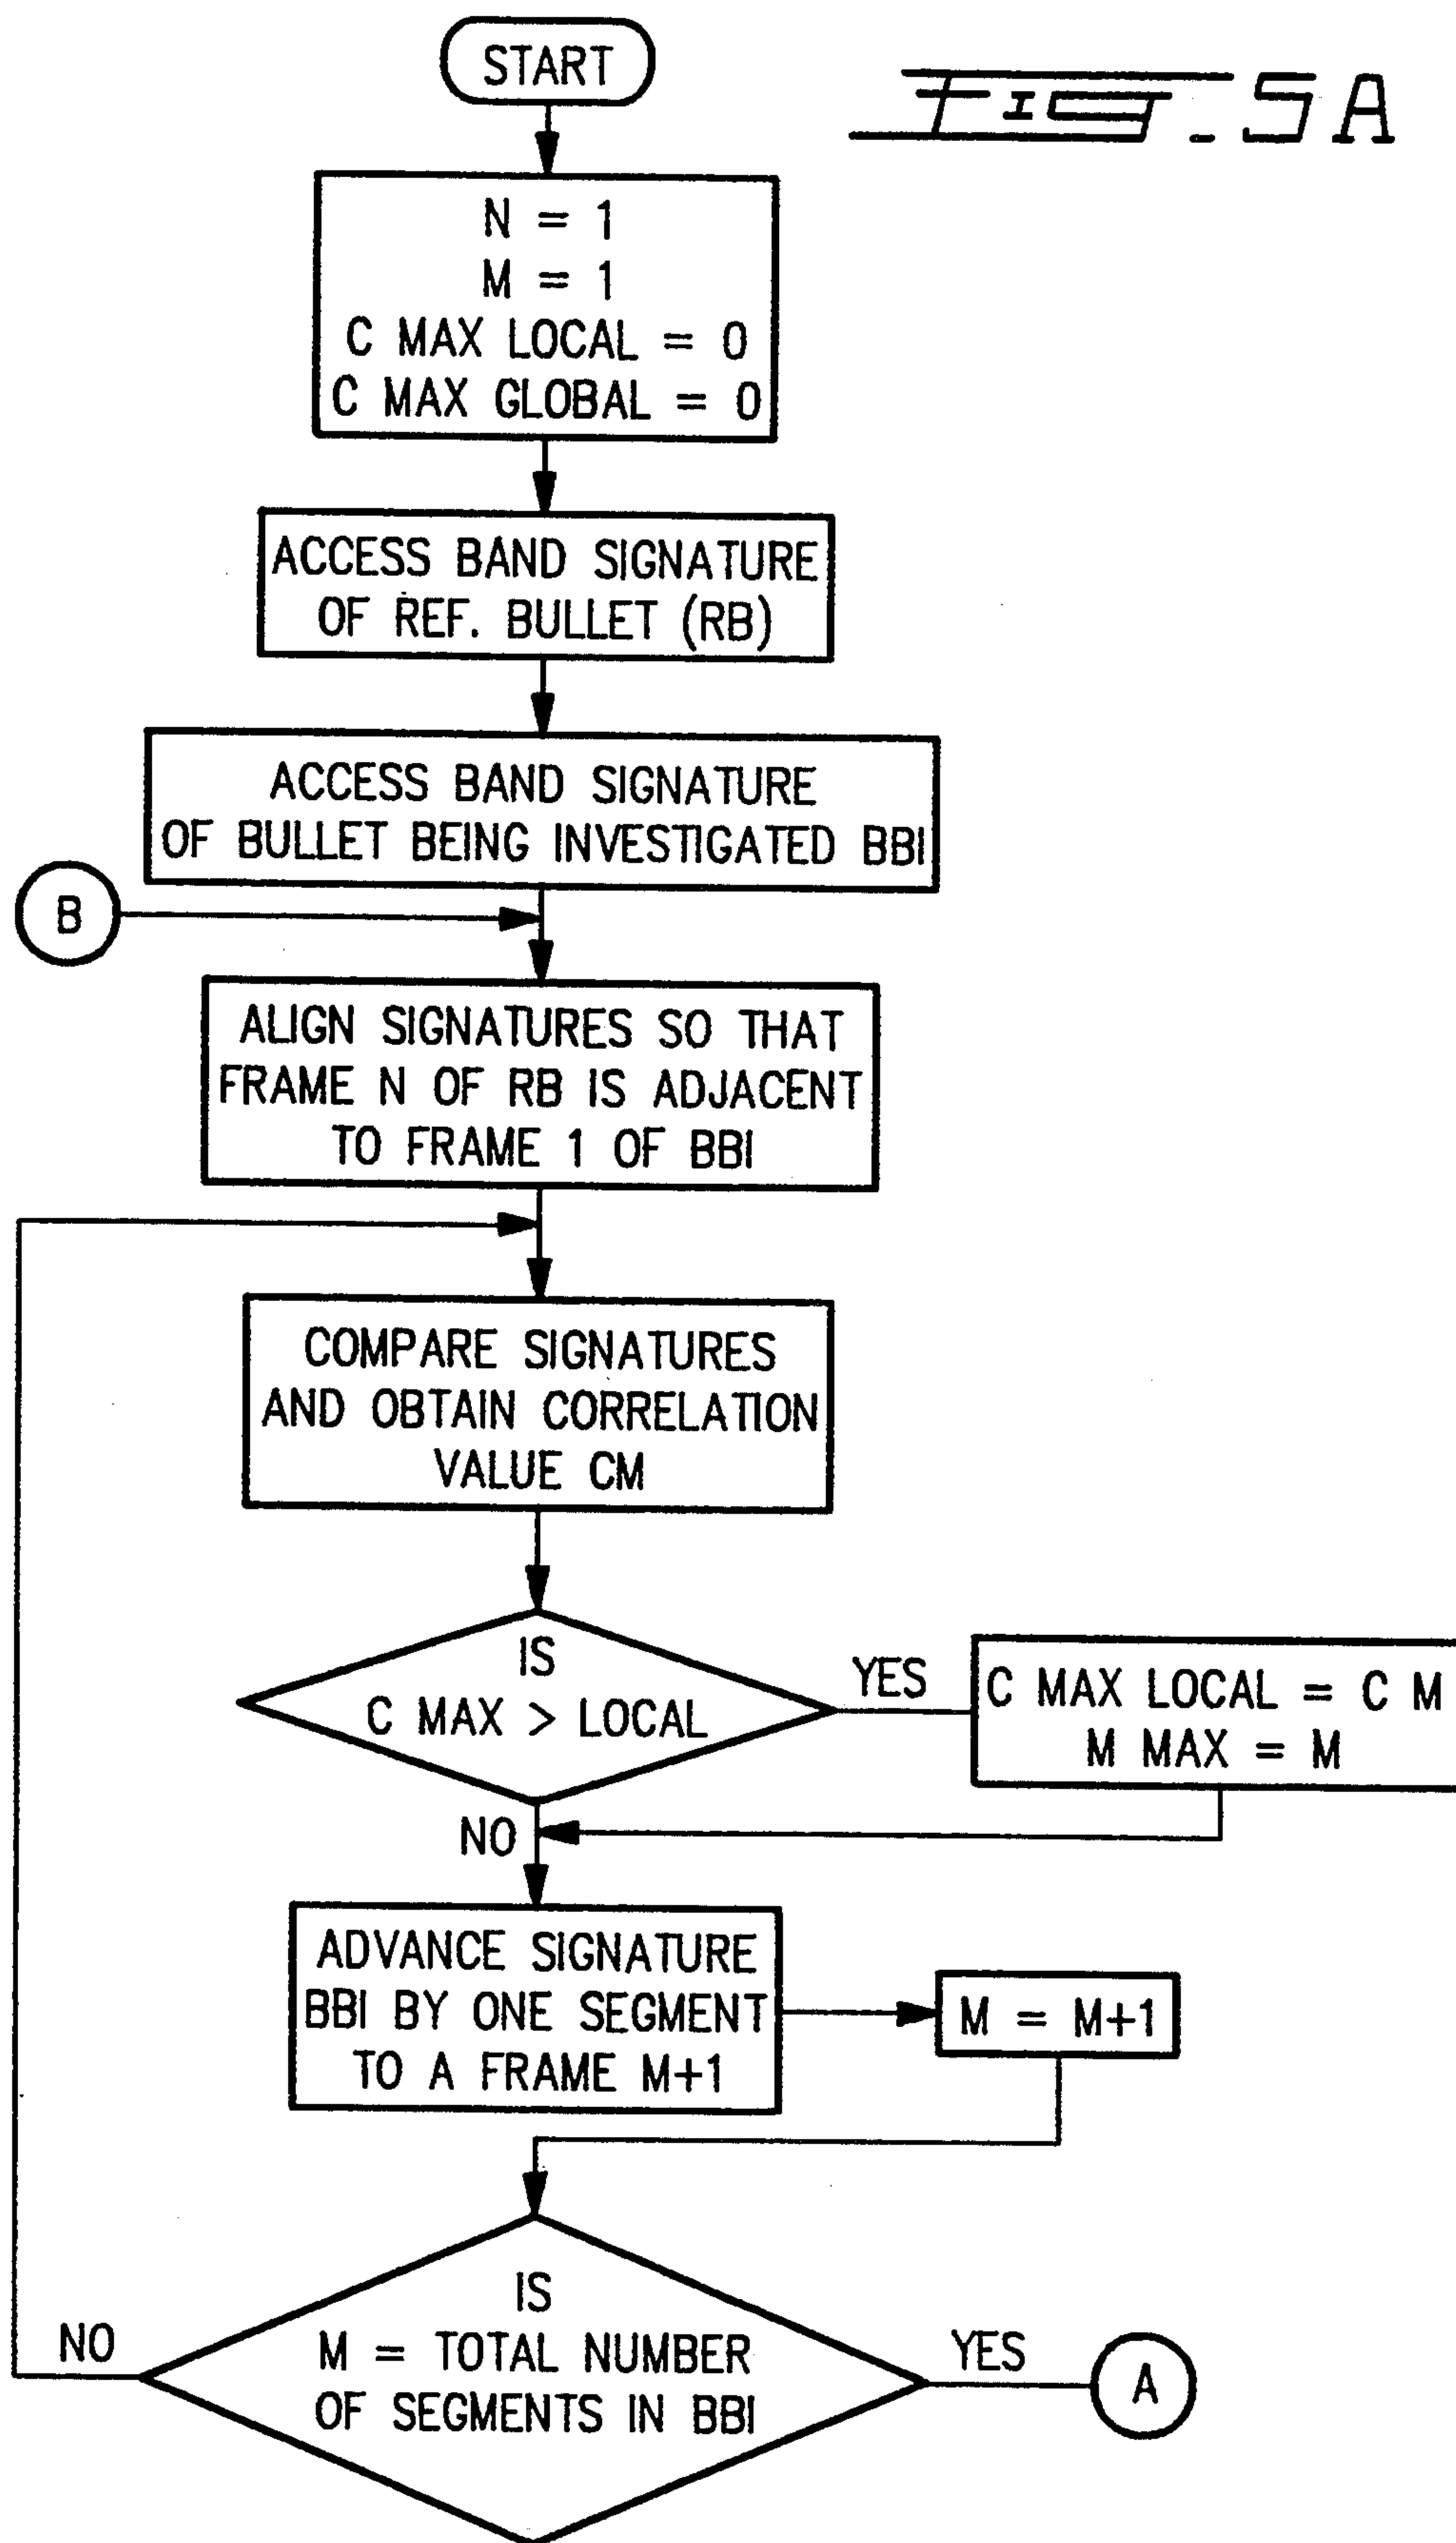 START
FIG. 5A
N = 1
M = 1
C MAX LOCAL = 0
C MAX GLOBAL = 0
ACCESS BAND SIGNATURE
OF REF. BULLET (RB)
ACCESS BAND SIGNATURE
OF BULLET BEING INVESTIGATED BBI
B
ALIGN SIGNATURES SO THAT
FRAME N OF RB IS ADJACENT
TO FRAME 1 OF BBI
COMPARE SIGNATURES
AND OBTAIN CORRELATION
VALUE CM
IS
C MAX > LOCAL
YES
C MAX LOCAL = C M
M MAX = M
NO
ADVANCE SIGNATURE
BBI BY ONE SEGMENT
TO A FRAME M+1
M = M+1
IS
M = TOTAL NUMBER
OF SEGMENTS IN BBI
NO
YES
A